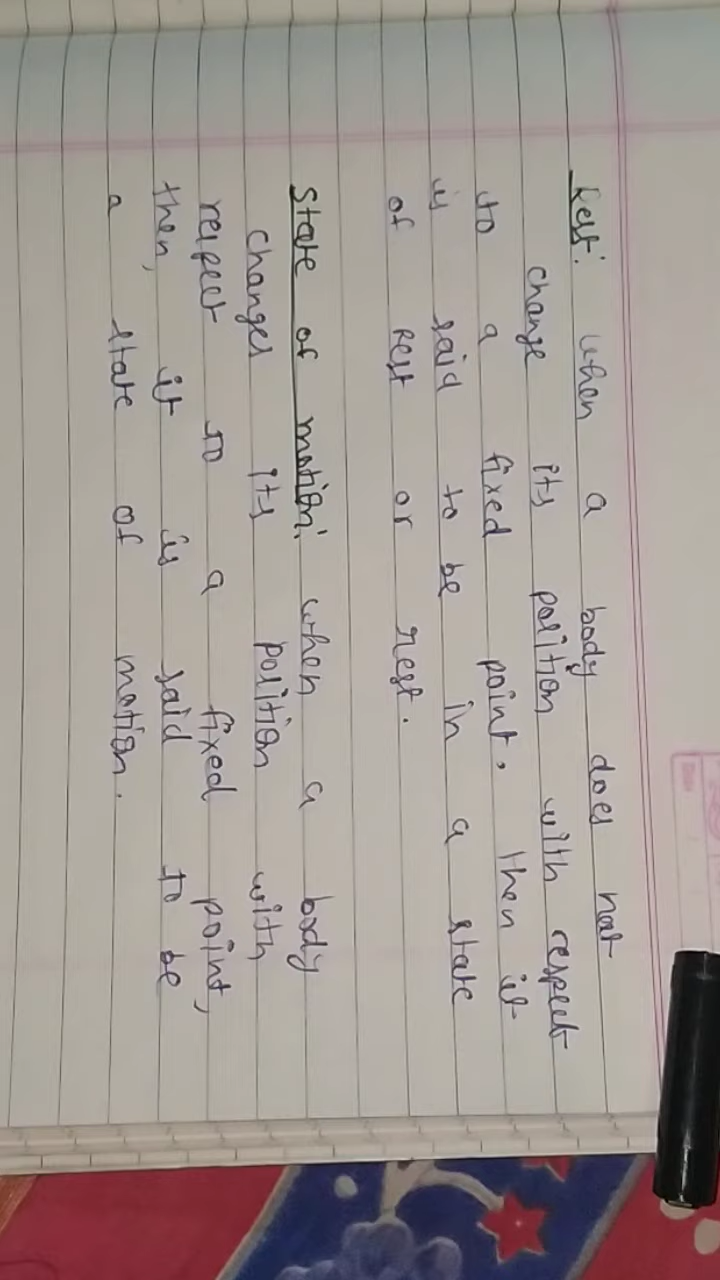 Rest: when a body does not
change its position with respect
to a fixed point, then it
is said to be in a state
of Rest or rest.
State of motion: when a body
changes its position with
respect to a fixed point,
then, it is said to be
a state of motion.
Date